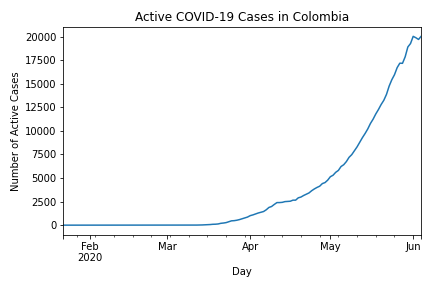 Active COVID-19 Cases in Colombia
Number of Active Cases
20000
17500
15000
12500
10000
7500
5000
2500
0
Feb Mar Apr May Jun
2020
Day